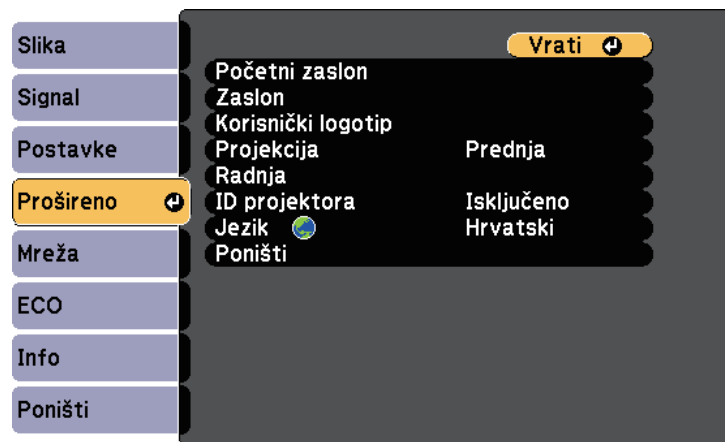 Slika
Signal
Postavke
Prošireno
Mreža
ECO
Info
Poništi
Vrati
Početni zaslon
Zaslon
Korisnički logotip
Projekcija Prednja
Radnja
ID projektora Isključeno
Jezik Hrvatski
Poništi